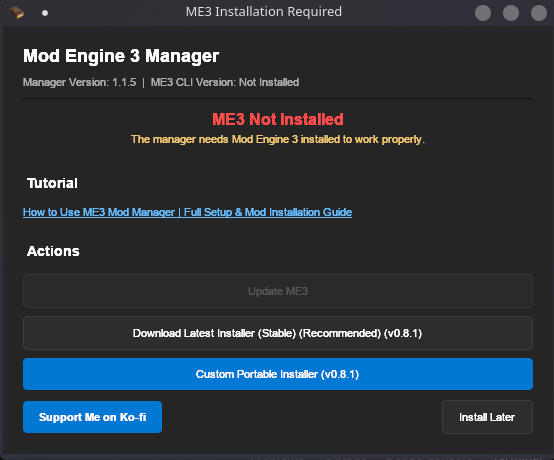 ME3 Installation Required
Mod Engine 3 Manager
Manager Version: 1.1.5 | ME3 CLI Version: Not Installed
ME3 Not Installed
The manager needs Mod Engine 3 installed to work properly.
Tutorial
How to Use ME3 Mod Manager | Full Setup & Mod Installation Guide
Actions
Update ME3
Download Latest Installer (Stable) (Recommended) (v0.8.1)
Custom Portable Installer (v0.8.1)
Support Me on Ko-fi
Install Later